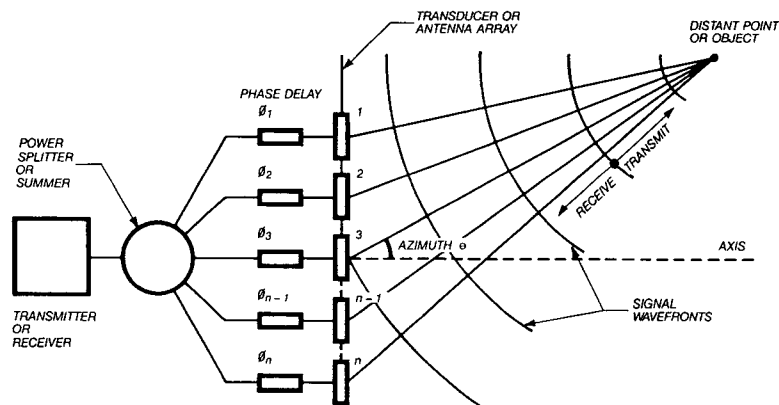 TRANSDUCER OR
ANTENNA ARRAY
DISTANT POINT
OR OBJECT
PHASE DELAY
Ø1
1
POWER
SPLITTER
OR
SUMMER
Ø2
2
RECEIVE
TRANSMIT
Ø3
3
AZIMUTH Θ
AXIS
Øn−1
n−1
SIGNAL
WAVEFRONTS
TRANSMITTER
OR
RECEIVER
Øn
n